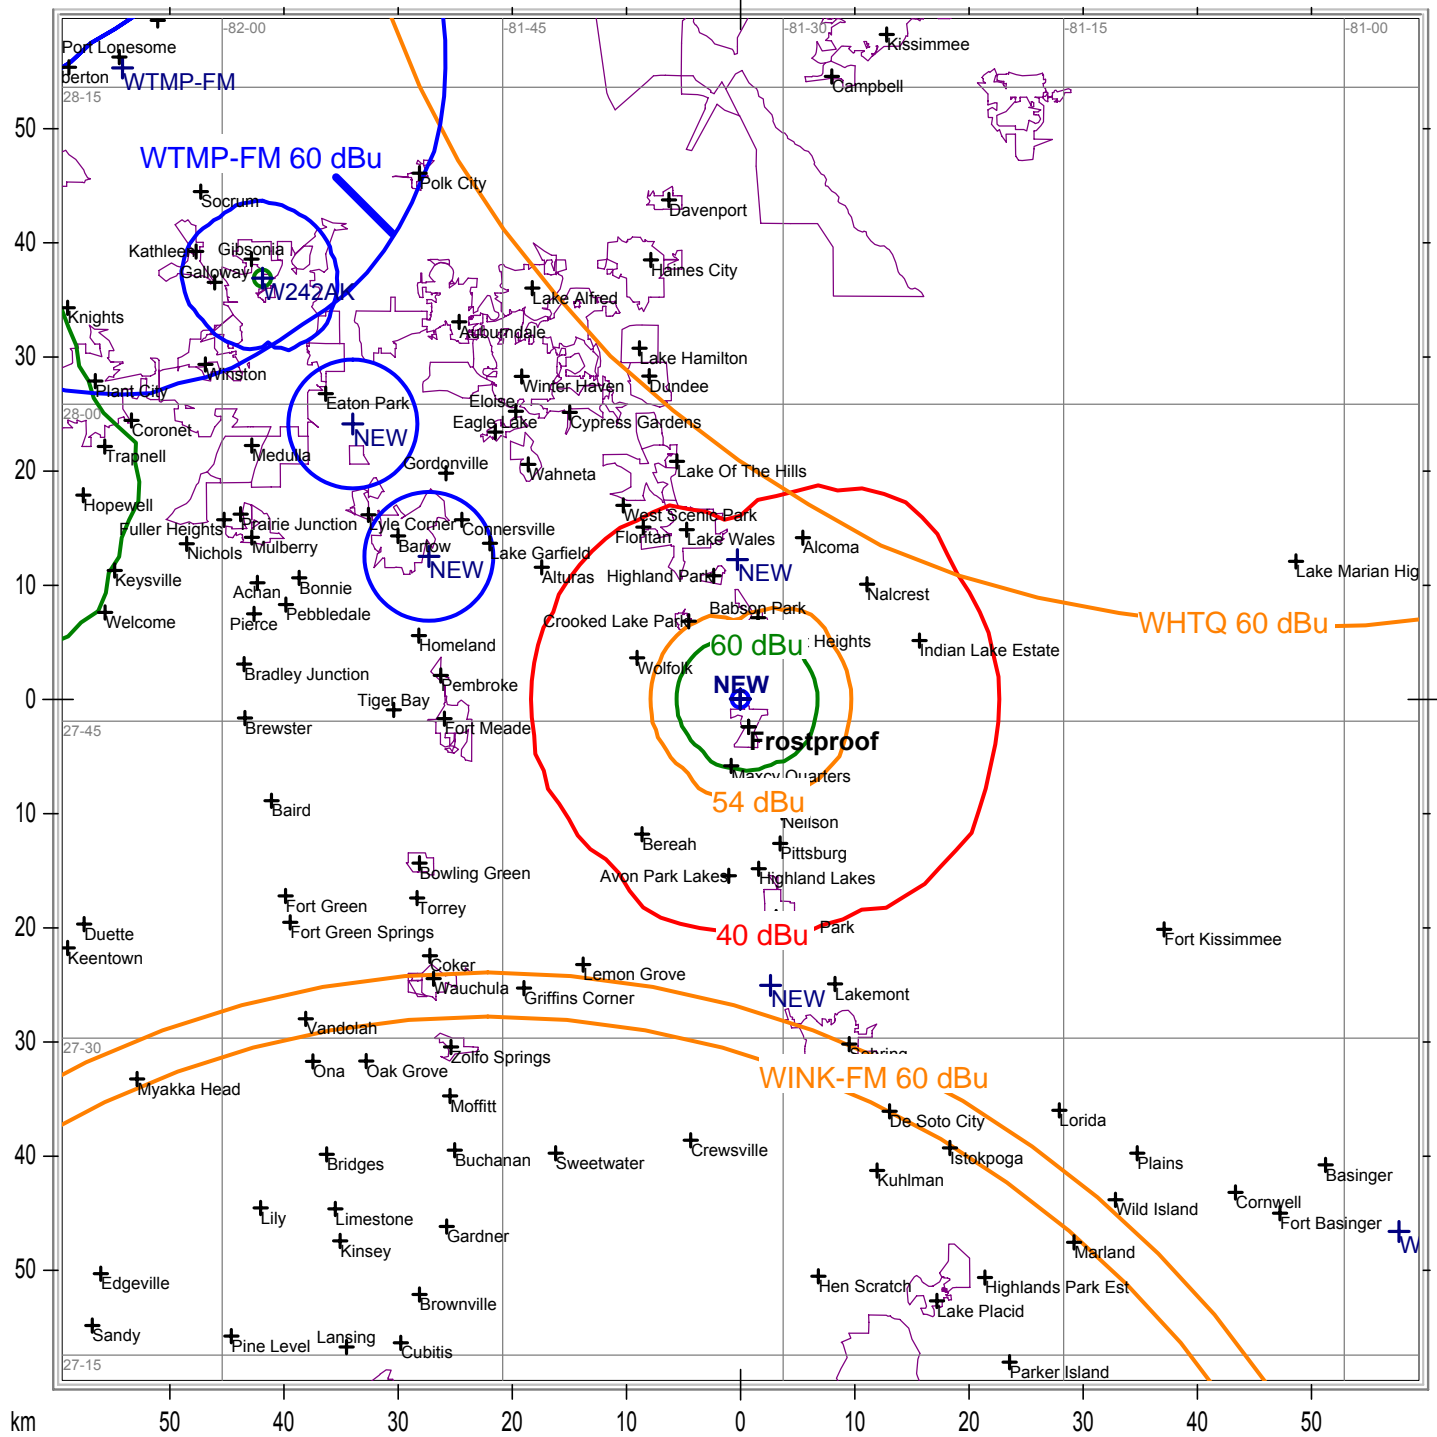 -82-00
-81-45
-81-30
-81-15
-81-00
Port Lonesome
Kissimmee
berton
WTMP-FM
Campbell
28-15
50
WTMP-FM 60 dBu
Polk City
Socrum
Davenport
40
Kathleen
Gibsonia
Galloway
Haines City
W242AK
Lake Alfred
Knights
Auburndale
30
Lake Hamilton
Winston
Plant City
Winter Haven
Dundee
Eaton Park
Eloise
28-00
Coronet
Eagle Lake
Cypress Gardens
NEW
Trapnell
Medulla
Gordonville
20
Wahneta
Lake Of The Hills
Hopewell
West Scenic Park
Fuller Heights
Prairie Junction
Lyle Corner
Connersville
Lake Wales
Nichols
Mulberry
Bartow
Lake Garfield
Alcoma
NEW
NEW
Lake Marian Hig
Keysville
Alturas
Highland Park
10
Achan
Bonnie
Nalcrest
Pierce
Pebbledale
Babson Park
Welcome
Crooked Lake Park
WHTQ 60 dBu
Homeland
60 dBu
Heights
Indian Lake Estate
Wolfolk
Bradley Junction
Pembroke
NEW
0
Tiger Bay
27-45
Brewster
Fort Meade
Frostproof
Maxcy Quarters
54 dBu
10
Baird
Neilson
Bereah
Pittsburg
Bowling Green
Avon Park Lakes
Highland Lakes
Fort Green
Torrey
20
Duette
Fort Green Springs
40 dBu
Park
Fort Kissimmee
Keentown
Coker
Lemon Grove
Wauchula
Griffins Corner
NEW
Lakemont
30
Vandolah
27-30
Zolfo Springs
Sebring
Ona
Oak Grove
WINK-FM 60 dBu
Myakka Head
Moffitt
De Soto City
Lorida
40
Bridges
Buchanan
Sweetwater
Crewsville
Istokpoga
Plains
Kuhlman
Basinger
Lily
Limestone
Wild Island
Cornwell
Gardner
Fort Basinger
Kinsey
Marland
W
50
Edgeville
Hen Scratch
Highlands Park Est
Brownville
Lake Placid
Sandy
Pine Level
Lansing
Cubitis
27-15
Parker Island
km
50
40
30
20
10
0
10
20
30
40
50